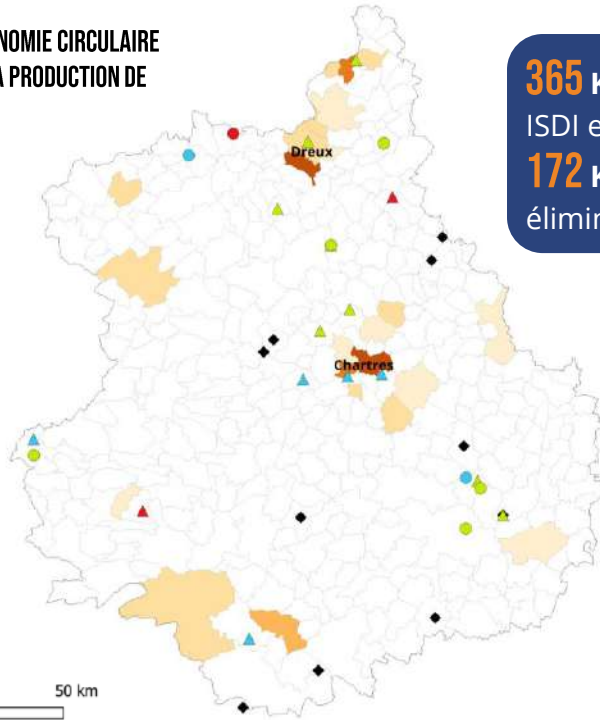 NOMIE CIRCULAIRE
A PRODUCTION DE
365 K
ISDI e
172 K
élimin
Dreux
Chartres
50 km